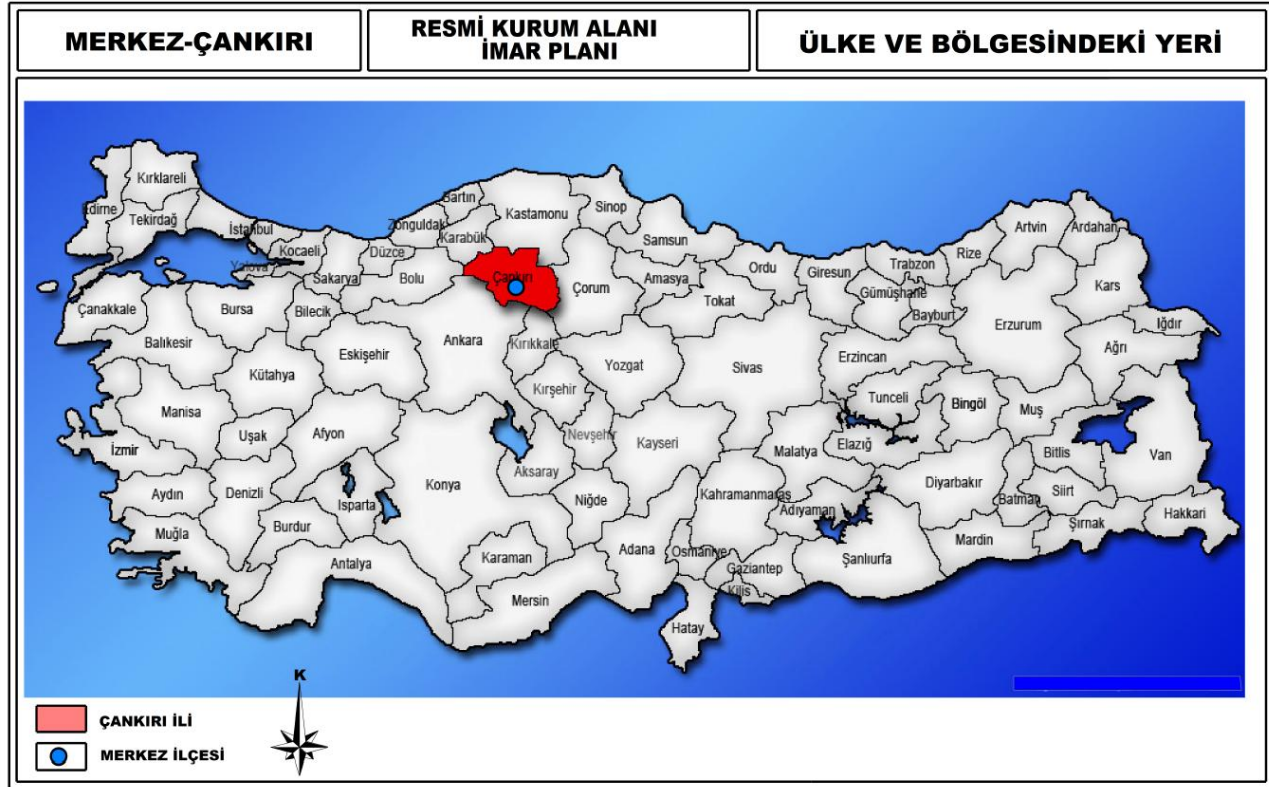 MERKEZ-ÇANKIRI
RESMİ KURUM ALANI
İMAR PLANI
ÜLKE VE BÖLGESİNDEKİ YERİ
Kırklareli
Edirne
Tekirdağ
İstanbul
Yalova
Kocaeli
Sakarya
Düzce
Zonguldak
Bartın
Karabük
Kastamonu
Sinop
Samsun
Bolu
Çankırı
Çorum
Amasya
Ordu
Giresun
Trabzon
Rize
Artvin
Ardahan
Çanakkale
Bursa
Bilecik
Tokat
Gümüşhane
Bayburt
Erzurum
Kars
Iğdır
Balıkesir
Eskişehir
Ankara
Kırıkkale
Yozgat
Sivas
Erzincan
Ağrı
Kütahya
Kırşehir
Tunceli
Bingöl
Muş
Manisa
Uşak
Afyon
Nevşehir
Kayseri
Malatya
Elazığ
Bitlis
Van
İzmir
Aksaray
Aydın
Denizli
Isparta
Konya
Niğde
Kahramanmaraş
Adıyaman
Diyarbakır
Batman
Siirt
Şırnak
Hakkari
Muğla
Burdur
Antalya
Karaman
Adana
Osmaniye
Gaziantep
Kilis
Şanlıurfa
Mardin
Mersin
Hatay
K
ÇANKIRI İLİ
MERKEZ İLÇESİ